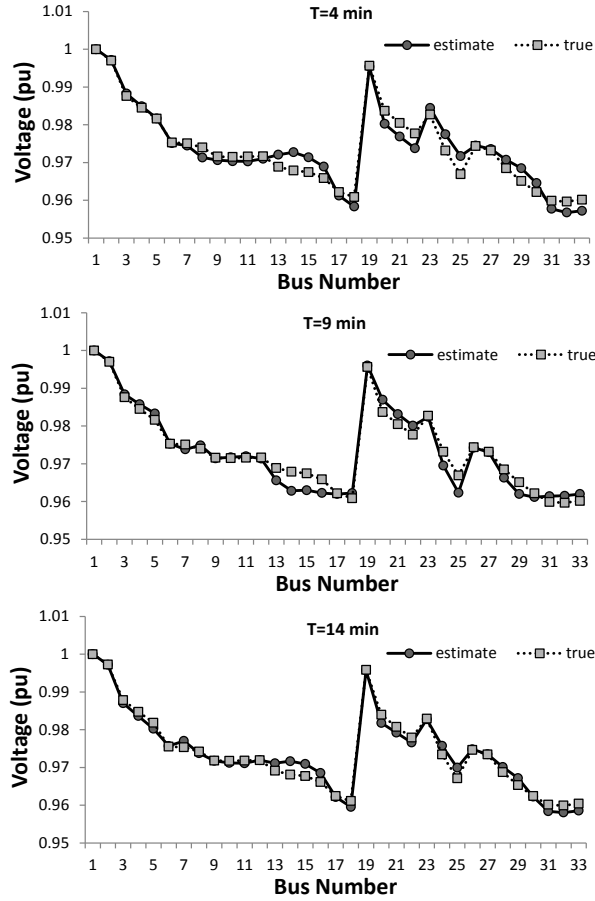 T=4 min
estimate true
1.01
1
0.99
0.98
0.97
0.96
0.95
Voltage (pu)
1 3 5 7 9 11 13 15 17 19 21 23 25 27 29 31 33
Bus Number
T=9 min
estimate true
1.01
1
0.99
0.98
0.97
0.96
0.95
Voltage (pu)
1 3 5 7 9 11 13 15 17 19 21 23 25 27 29 31 33
Bus Number
T=14 min
estimate true
1.01
1
0.99
0.98
0.97
0.96
0.95
Voltage (pu)
1 3 5 7 9 11 13 15 17 19 21 23 25 27 29 31 33
Bus Number